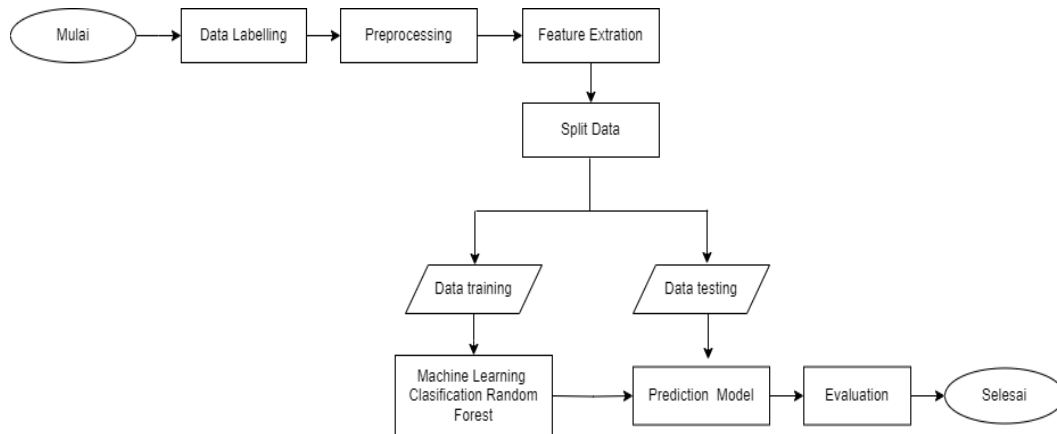 Mulai
Data Labelling
Preprocessing
Feature Extration
Split Data
Data training
Data testing
Machine Learning
Clasification Random
Forest
Prediction Model
Evaluation
Selesai